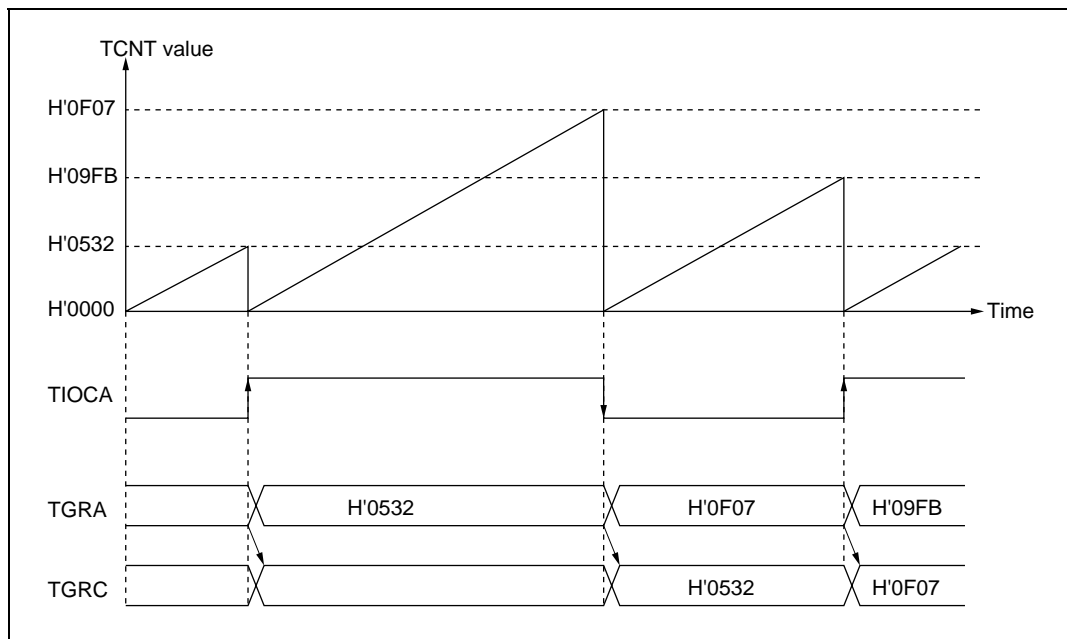 TCNT value
H'0F07
H'09FB
H'0532
H'0000
Time
TIOCA
TGRA
H'0532
H'0F07
H'09FB
TGRC
H'0532
H'0F07